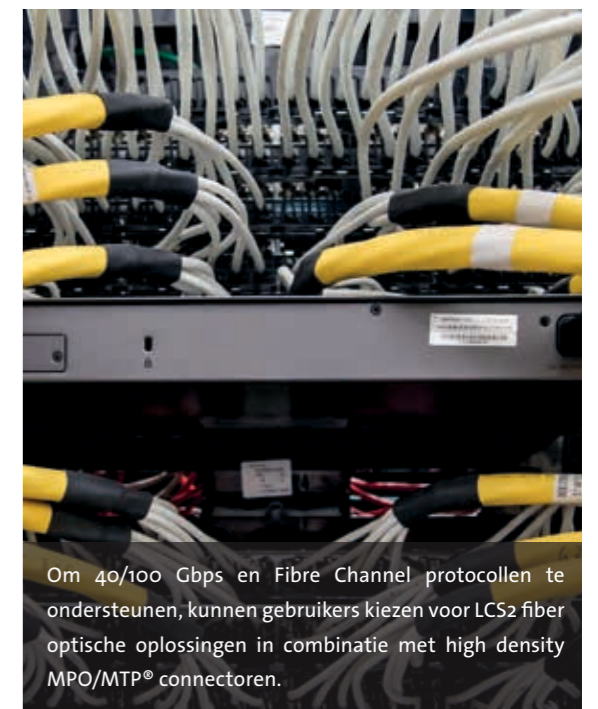 Om 40/100 Gbps en Fibre Channel protocollen te
ondersteunen, kunnen gebruikers kiezen voor LCS2 fiber
optische oplossingen in combinatie met high density
MPO/MTP® connectoren.